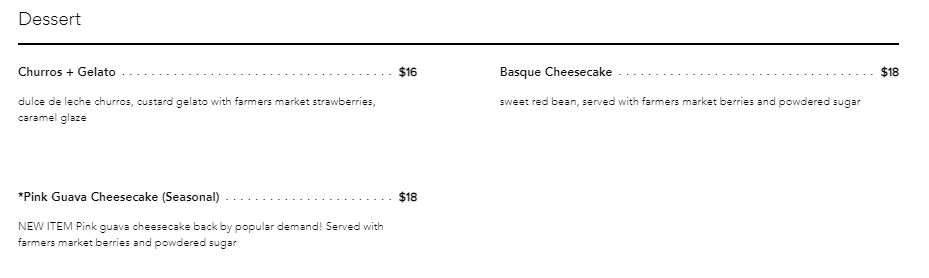 Dessert
Churros + Gelato . . . . . . . . . . . . . . . . . . . . . . . . . . . . . . . . . . . . . $16
dulce de leche churros, custard gelato with farmers market strawberries,
caramel glaze
Basque Cheesecake . . . . . . . . . . . . . . . . . . . . . . . . . . . . . . . . . . . $18
sweet red bean, served with farmers market berries and powdered sugar
*Pink Guava Cheesecake (Seasonal) . . . . . . . . . . . . . . . . . . . . . . . $18
NEW ITEM Pink guava cheesecake back by popular demand! Served with
farmers market berries and powdered sugar